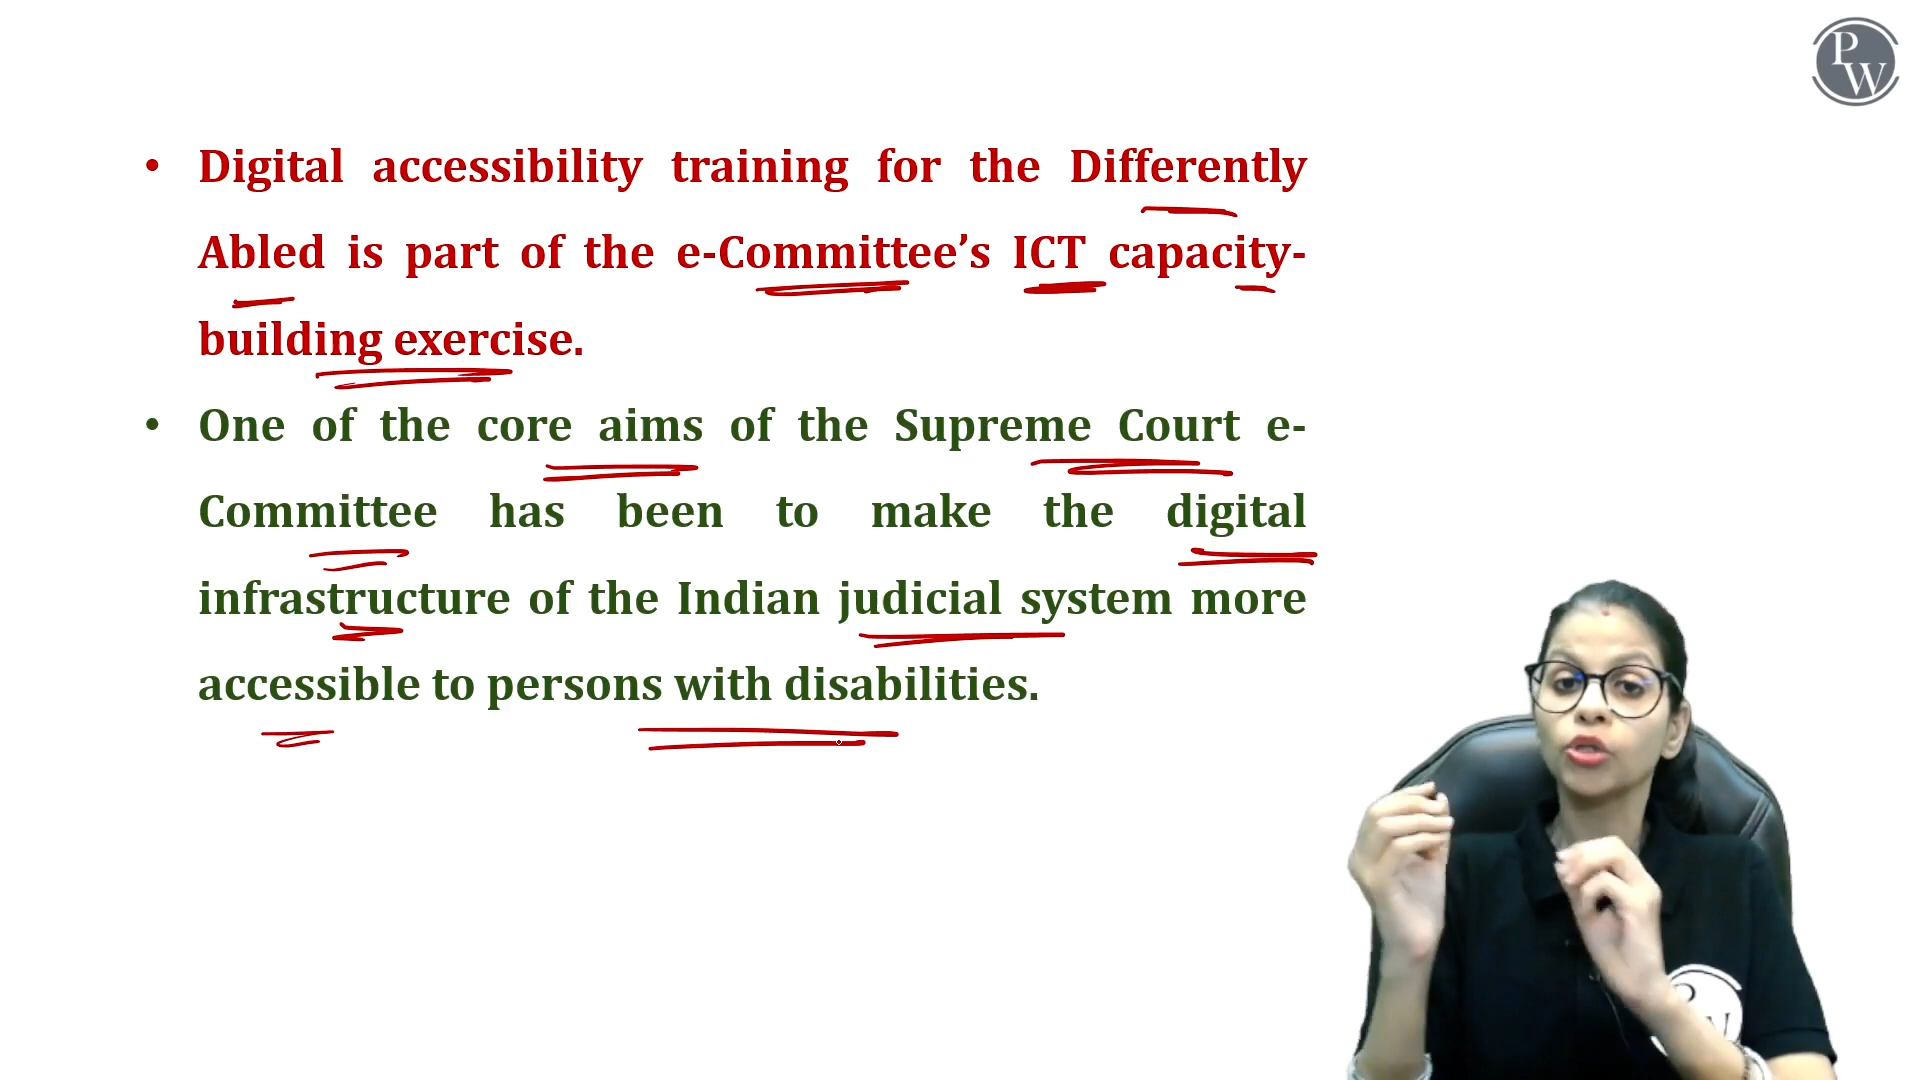 PW
• Digital accessibility training for the Differently
Abled is part of the e-Committee’s ICT capacity-
building exercise.
• One of the core aims of the Supreme Court e-
Committee has been to make the digital
infrastructure of the Indian judicial system more
accessible to persons with disabilities.
P
W